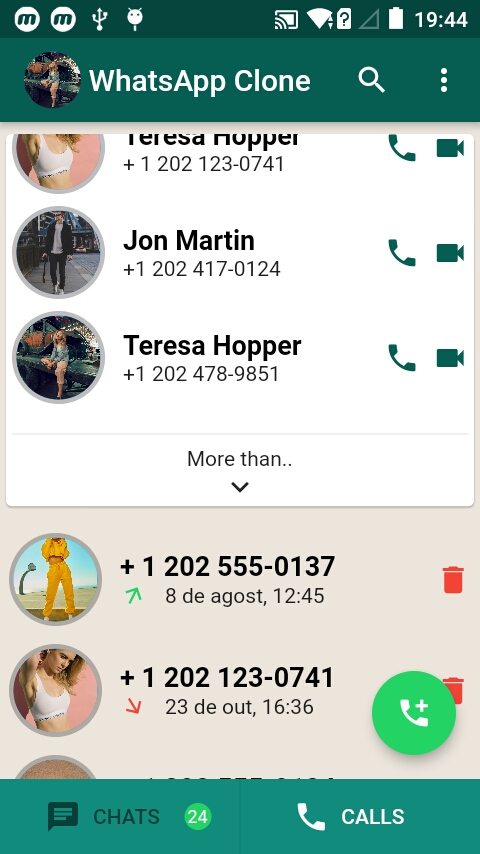 19:44
WhatsApp Clone
Teresa Hopper
+ 1 202 123-0741
Jon Martin
+1 202 417-0124
Teresa Hopper
+1 202 478-9851
More than..
+ 1 202 555-0137
8 de agost, 12:45
+ 1 202 123-0741
23 de out, 16:36
CHATS 24
CALLS